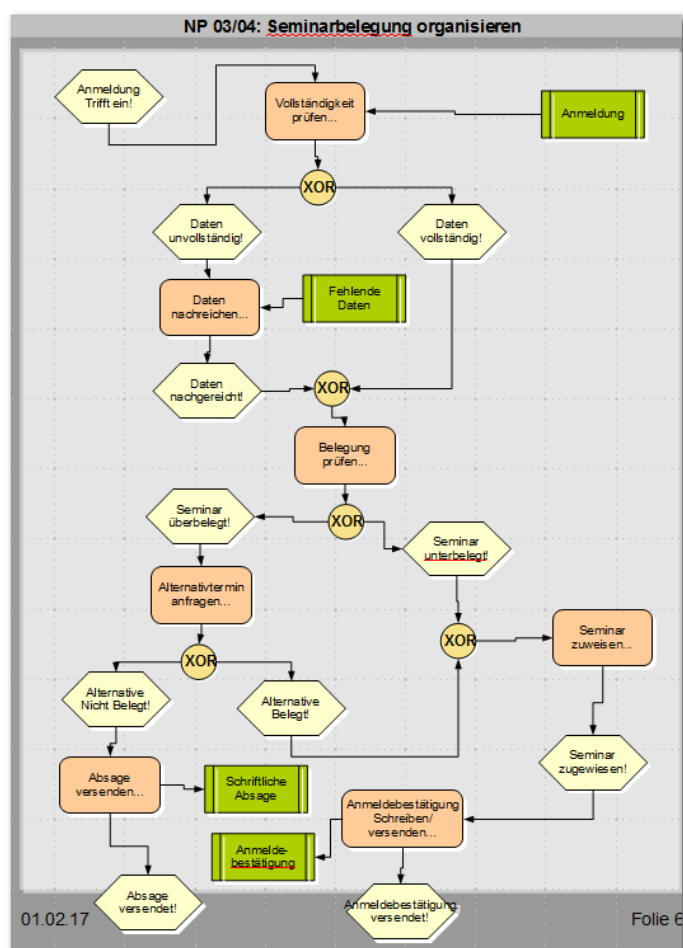 NP 03/04: Seminarbelegung organisieren
Anmeldung
Trifft ein!
Vollständigkeit
prüfen...
Anmeldung
XOR
Daten
unvollständig!
Daten
vollständig!
Daten
nachreichen...
Fehlende
Daten
Daten
nachgereicht!
XOR
Belegung
prüfen...
Seminar
überbelegt!
XOR
Seminar
unterbelegt!
Alternativtermin
anfragen...
XOR
Seminar
zuweisen...
XOR
Alternative
Nicht Belegt!
Alternative
Belegt!
Seminar
zugewiesen!
Absage
versenden...
Schriftliche
Absage
Anmeldebestätigung
Schreiben/
versenden...
Anmelde-
bestätigung
Absage
versendet!
Anmeldebestätigung
versendet!
01.02.17
Folie 6